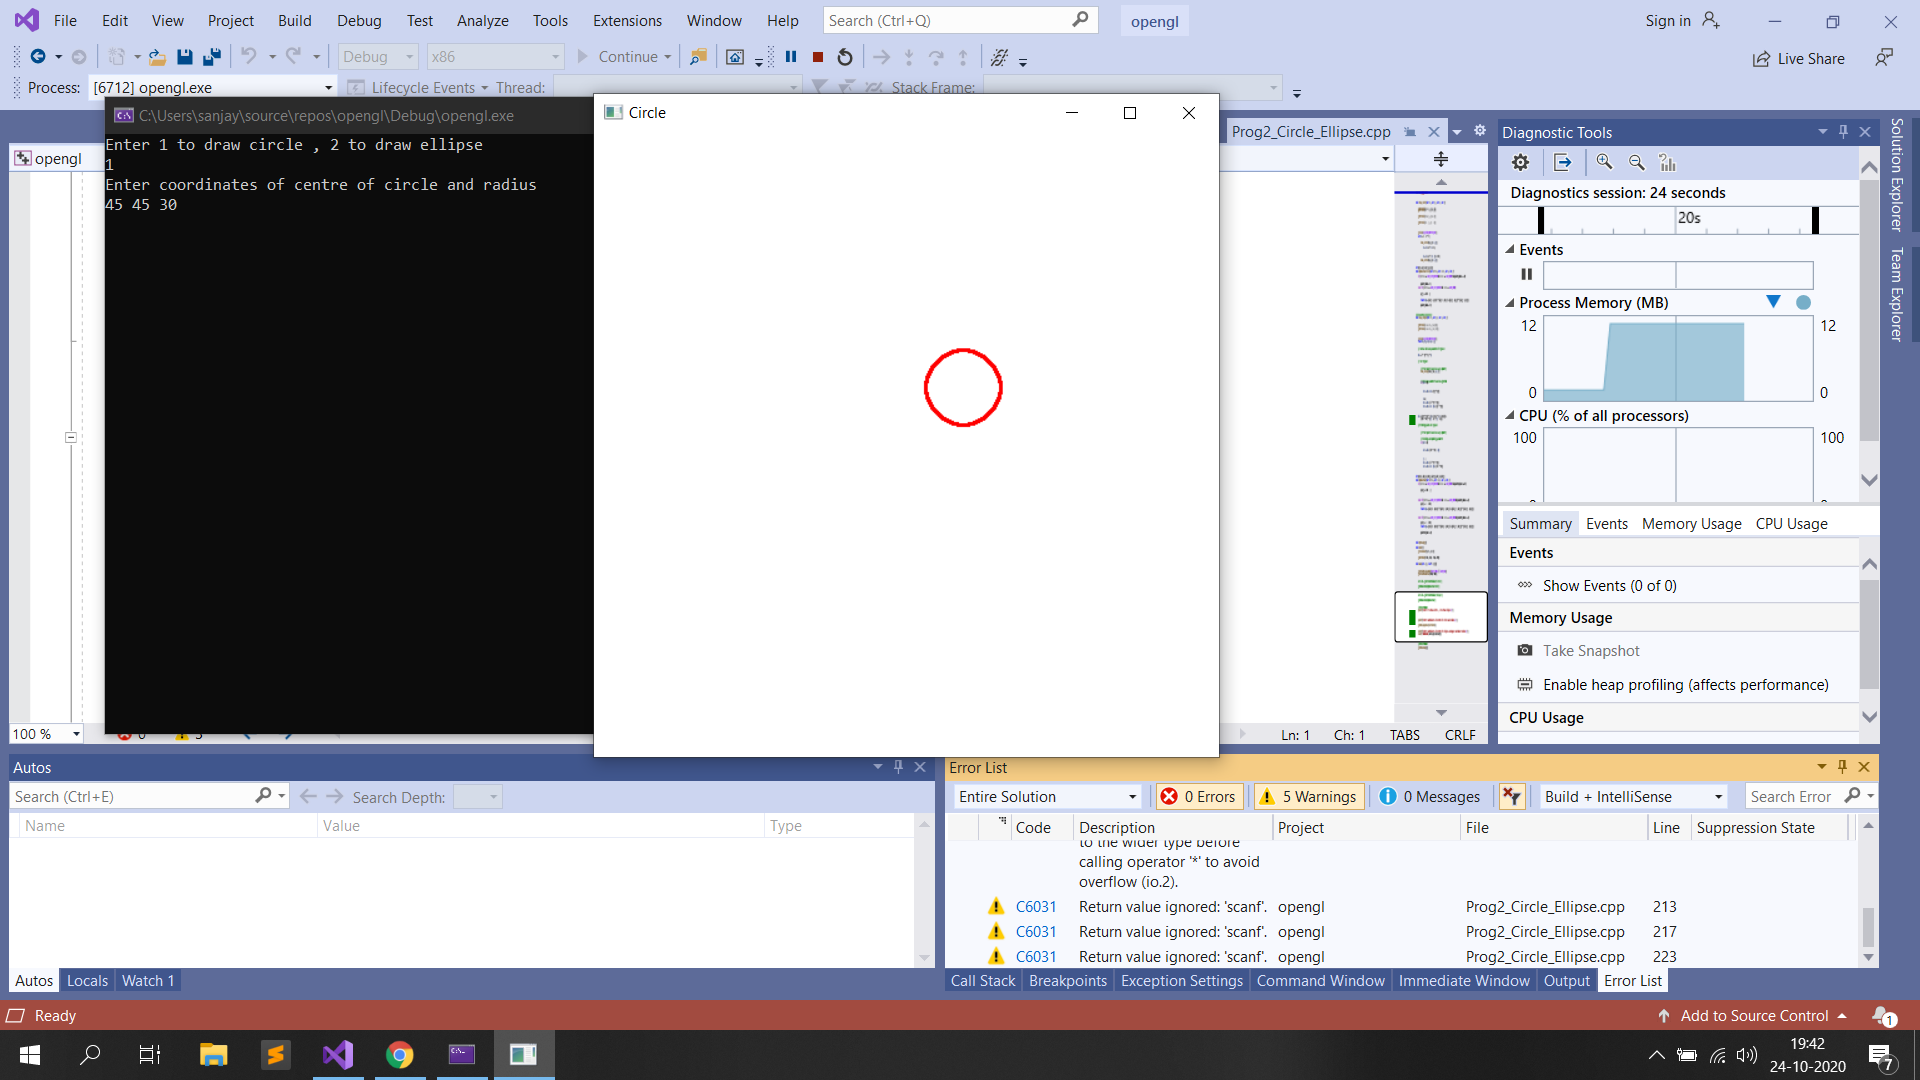 File Edit View Project Build Debug Test Analyze Tools Extensions Window Help Search (Ctrl+Q) opengl Sign in
Debug x86 Continue Live Share
Process: [6712] opengl.exe Lifecycle Events Thread: Stack Frame:
C:\Users\sanjay\source\repos\opengl\Debug\opengl.exe
Enter 1 to draw circle , 2 to draw ellipse
1
Enter coordinates of centre of circle and radius
45 45 30
Circle
opengl
Prog2_Circle_Ellipse.cpp
100 %
Ln: 1 Ch: 1 TABS CRLF
Diagnostic Tools
Diagnostics session: 24 seconds
20s
Events
Process Memory (MB)
12 12
0 0
CPU (% of all processors)
100 100
Summary Events Memory Usage CPU Usage
Events
Show Events (0 of 0)
Memory Usage
Take Snapshot
Enable heap profiling (affects performance)
CPU Usage
Solution Explorer
Team Explorer
Autos
Search (Ctrl+E) Search Depth:
Name Value Type
Autos Locals Watch 1
Error List
Entire Solution 0 Errors 5 Warnings 0 Messages Build + IntelliSense Search Error
Code Description Project File Line Suppression State
to the wider type before
calling operator '*' to avoid
overflow (io.2).
C6031 Return value ignored: 'scanf'. opengl Prog2_Circle_Ellipse.cpp 213
C6031 Return value ignored: 'scanf'. opengl Prog2_Circle_Ellipse.cpp 217
C6031 Return value ignored: 'scanf'. opengl Prog2_Circle_Ellipse.cpp 223
Call Stack Breakpoints Exception Settings Command Window Immediate Window Output Error List
Ready Add to Source Control 1
19:42
24-10-2020
7